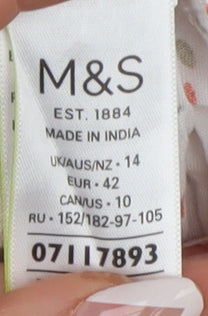 M&S
EST. 1884
MADE IN INDIA
UK/AUS/NZ • 14
EUR • 42
CAN/US • 10
RU • 152/182-97-105
07117893